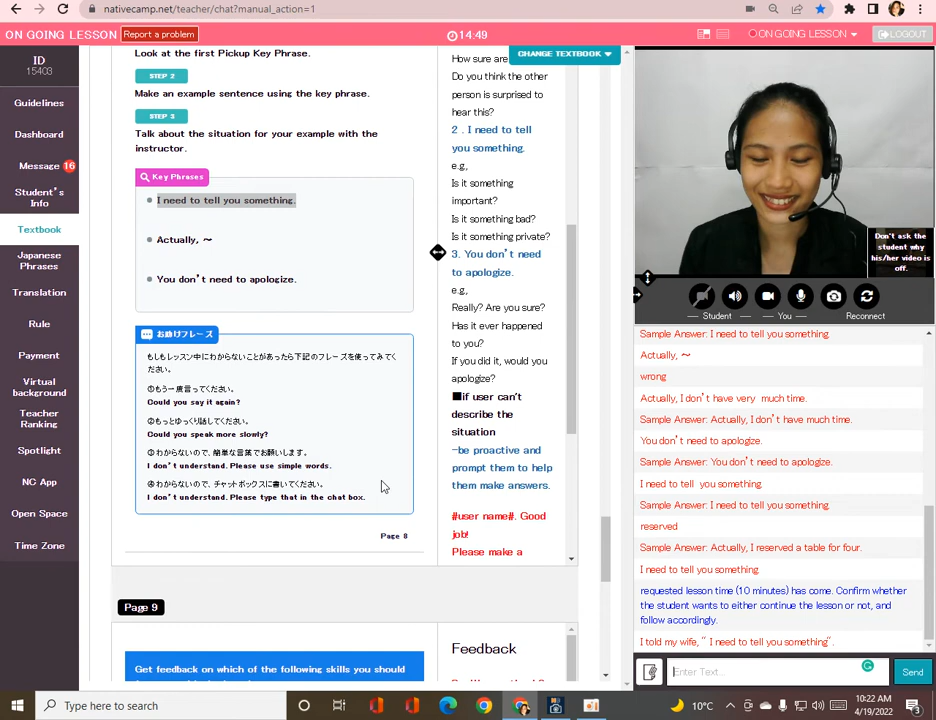 nativecamp.net/teacher/chat?manual_action=1
ON GOING LESSON
Report a problem
14:49
ON GOING LESSON
LOGOUT
ID
15403
Guidelines
Dashboard
Message 16
Student's
Info
Textbook
Japanese
Phrases
Translation
Rule
Payment
Virtual
background
Teacher
Ranking
Spotlight
NC App
Open Space
Time Zone
Look at the first Pickup Key Phrase.
STEP 2
Make an example sentence using the key phrase.
STEP 3
Talk about the situation for your example with the
instructor.
Key Phrases
I need to tell you something.
Actually, ～
You don't need to apologize.
お助けフレーズ
もしもレッスン中にわからないことがあったら下記のフレーズを使ってみてく
ださい。
①もう一度言ってください。
Could you say it again?
②もっとゆっくり話してください。
Could you speak more slowly?
③わからないので、簡単な言葉でお願いします。
I don't understand. Please use simple words.
④わからないので、チャットボックスに書いてください。
I don't understand. Please type that in the chat box.
Page 8
Page 9
Get feedback on which of the following skills you should
CHANGE TEXTBOOK
How sure are
Do you think the other
person is surprised to
hear this?
2 . I need to tell
you something.
e.g.,
Is it something
important?
Is it something bad?
Is it something private?
3. You don't need
to apologize.
e.g.,
Really? Are you sure?
Has it ever happened
to you?
If you did it, would you
apologize?
■if user can't
describe the
situation
-be proactive and
prompt them to help
them make answers.
#user name#. Good
job!
Please make a
Feedback
Don't ask the
student why
his/her video is
off.
Student
You
Reconnect
Sample Answer: I need to tell you something.
Actually, ～
wrong
Actually, I don't have very much time.
Sample Answer: Actually, I don't have much time.
You don't need to apologize.
Sample Answer: You don't need to apologize.
I need to tell you something.
Sample Answer: I need to tell you something.
reserved
Sample Answer: Actually, I reserved a table for four.
I need to tell you something.
requested lesson time (10 minutes) has come. Confirm whether
the student wants to either continue the lesson or not, and
follow accordingly.
I told my wife, "I need to tell you something".
Enter Text...
Send
Type here to search
10°C
10:22 AM
4/19/2022
3